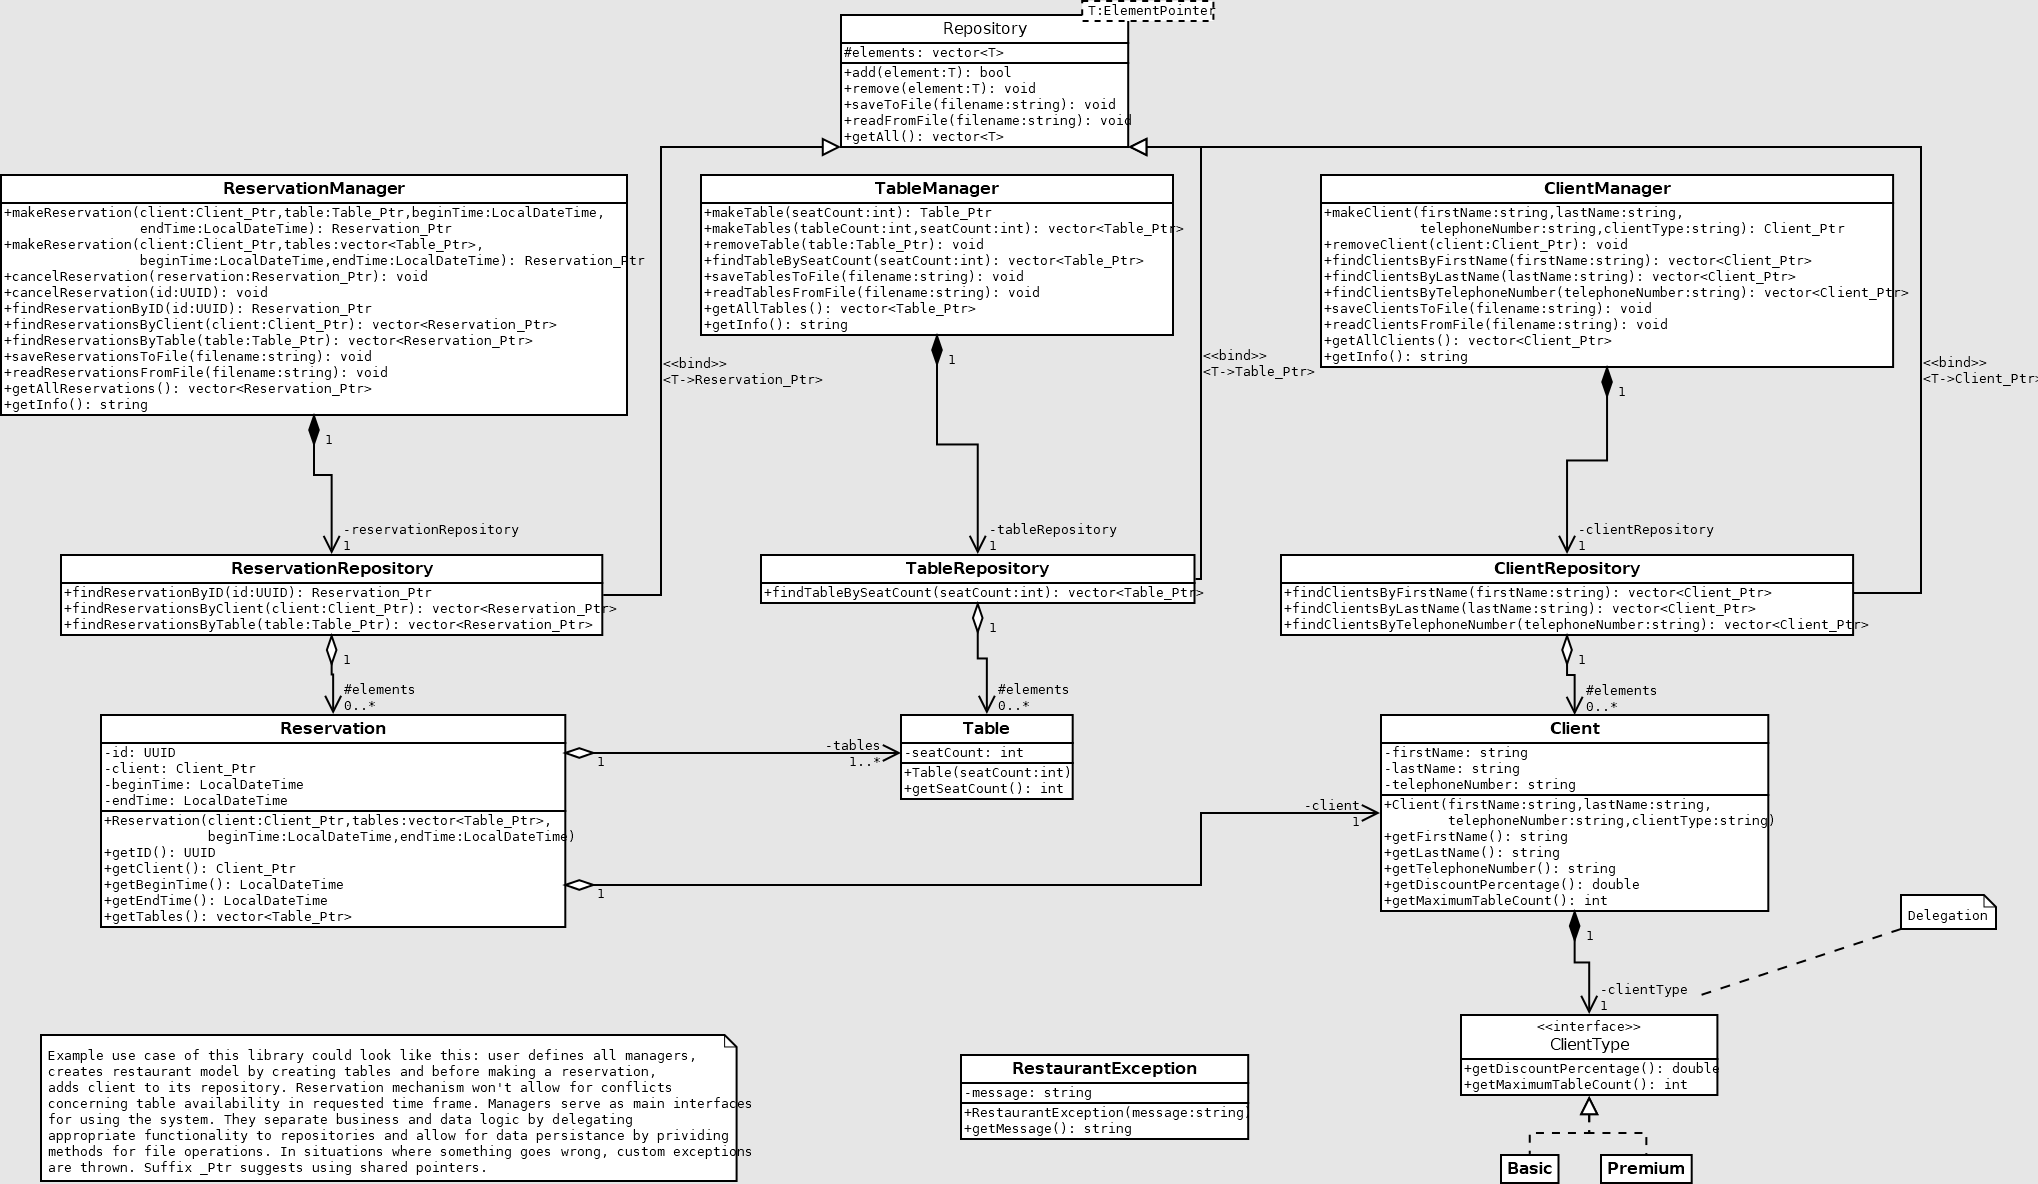 T:ElementPointer
Repository
#elements: vector<T>
+add(element:T): bool
+remove(element:T): void
+saveToFile(filename:string): void
+readFromFile(filename:string): void
+getAll(): vector<T>
ReservationManager
+makeReservation(client:Client_Ptr,table:Table_Ptr,beginTime:LocalDateTime,
endTime:LocalDateTime): Reservation_Ptr
+makeReservation(client:Client_Ptr,tables:vector<Table_Ptr>,
beginTime:LocalDateTime,endTime:LocalDateTime): Reservation_Ptr
+cancelReservation(reservation:Reservation_Ptr): void
+cancelReservation(id:UUID): void
+findReservationByID(id:UUID): Reservation_Ptr
+findReservationsByClient(client:Client_Ptr): vector<Reservation_Ptr>
+findReservationsByTable(table:Table_Ptr): vector<Reservation_Ptr>
+saveReservationsToFile(filename:string): void
+readReservationsFromFile(filename:string): void
+getAllReservations(): vector<Reservation_Ptr>
+getInfo(): string
TableManager
+makeTable(seatCount:int): Table_Ptr
+makeTables(tableCount:int,seatCount:int): vector<Table_Ptr>
+removeTable(table:Table_Ptr): void
+findTableBySeatCount(seatCount:int): vector<Table_Ptr>
+saveTablesToFile(filename:string): void
+readTablesFromFile(filename:string): void
+getAllTables(): vector<Table_Ptr>
+getInfo(): string
ClientManager
+makeClient(firstName:string,lastName:string,
telephoneNumber:string,clientType:string): Client_Ptr
+removeClient(client:Client_Ptr): void
+findClientsByFirstName(firstName:string): vector<Client_Ptr>
+findClientsByLastName(lastName:string): vector<Client_Ptr>
+findClientsByTelephoneNumber(telephoneNumber:string): vector<Client_Ptr>
+saveClientsToFile(filename:string): void
+readClientsFromFile(filename:string): void
+getAllClients(): vector<Client_Ptr>
+getInfo(): string
<<bind>>
<T->Reservation_Ptr>
<<bind>>
<T->Table_Ptr>
<<bind>>
<T->Client_Ptr>
1
1
1
-reservationRepository
1
-tableRepository
1
-clientRepository
1
ReservationRepository
+findReservationByID(id:UUID): Reservation_Ptr
+findReservationsByClient(client:Client_Ptr): vector<Reservation_Ptr>
+findReservationsByTable(table:Table_Ptr): vector<Reservation_Ptr>
TableRepository
+findTableBySeatCount(seatCount:int): vector<Table_Ptr>
ClientRepository
+findClientsByFirstName(firstName:string): vector<Client_Ptr>
+findClientsByLastName(lastName:string): vector<Client_Ptr>
+findClientsByTelephoneNumber(telephoneNumber:string): vector<Client_Ptr>
1
#elements
0..*
1
#elements
0..*
1
#elements
0..*
Reservation
-id: UUID
-client: Client_Ptr
-beginTime: LocalDateTime
-endTime: LocalDateTime
+Reservation(client:Client_Ptr,tables:vector<Table_Ptr>,
beginTime:LocalDateTime,endTime:LocalDateTime)
+getID(): UUID
+getClient(): Client_Ptr
+getBeginTime(): LocalDateTime
+getEndTime(): LocalDateTime
+getTables(): vector<Table_Ptr>
1
-tables
1..*
1
-client
1
Table
-seatCount: int
+Table(seatCount:int)
+getSeatCount(): int
Client
-firstName: string
-lastName: string
-telephoneNumber: string
+Client(firstName:string,lastName:string,
telephoneNumber:string,clientType:string)
+getFirstName(): string
+getLastName(): string
+getTelephoneNumber(): string
+getDiscountPercentage(): double
+getMaximumTableCount(): int
1
-clientType
1
Delegation
<<interface>>
ClientType
+getDiscountPercentage(): double
+getMaximumTableCount(): int
Basic
Premium
RestaurantException
-message: string
+RestaurantException(message:string)
+getMessage(): string
Example use case of this library could look like this: user defines all managers,
creates restaurant model by creating tables and before making a reservation,
adds client to its repository. Reservation mechanism won't allow for conflicts
concerning table availability in requested time frame. Managers serve as main interfaces
for using the system. They separate business and data logic by delegating
appropriate functionality to repositories and allow for data persistance by prividing
methods for file operations. In situations where something goes wrong, custom exceptions
are thrown. Suffix _Ptr suggests using shared pointers.